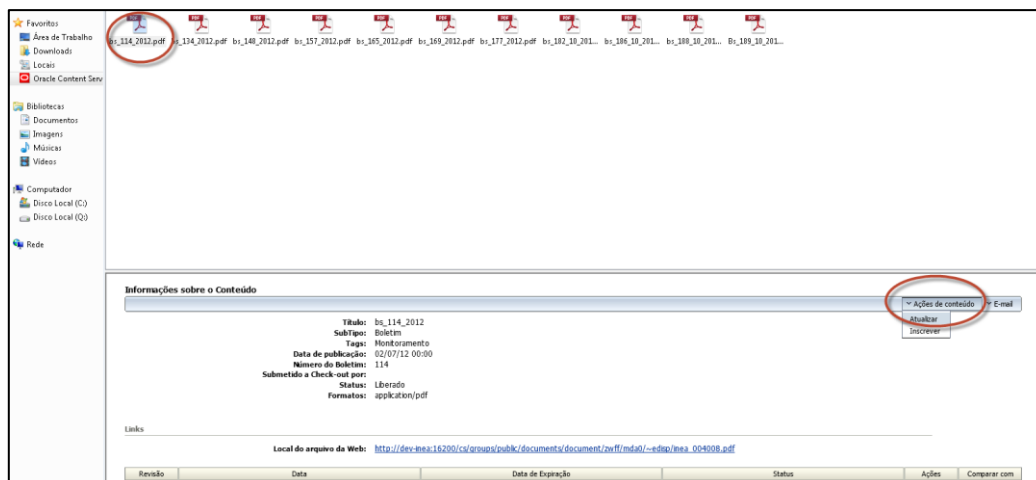 Favoritos
Área de Trabalho
Downloads
Locais
Oracle Content Serv
Bibliotecas
Documentos
Imagens
Músicas
Vídeos
Computador
Disco Local (C:)
Disco Local (Q:)
Rede
bs_114_2012.pdf bs_134_2012.pdf bs_148_2012.pdf bs_157_2012.pdf bs_165_2012.pdf bs_169_2012.pdf bs_177_2012.pdf bs_182_10_201... bs_186_10_201... bs_188_10_201... Bs_189_10_201...
Informações sobre o Conteúdo
Ações de conteúdo E-mail
Atualizar
Inscrever
Título: bs_114_2012
SubTipo: Boletim
Tags: Monitoramento
Data de publicação: 02/07/12 00:00
Número do Boletim: 114
Submetido a Check-out por:
Status: Liberado
Formatos: application/pdf
Links
Local do arquivo da Web: http://dev-inea:16200/cs/groups/public/documents/document/zwff/mda0/~edisp/inea_004008.pdf
Revisão Data Data de Expiração Status Ações Comparar com